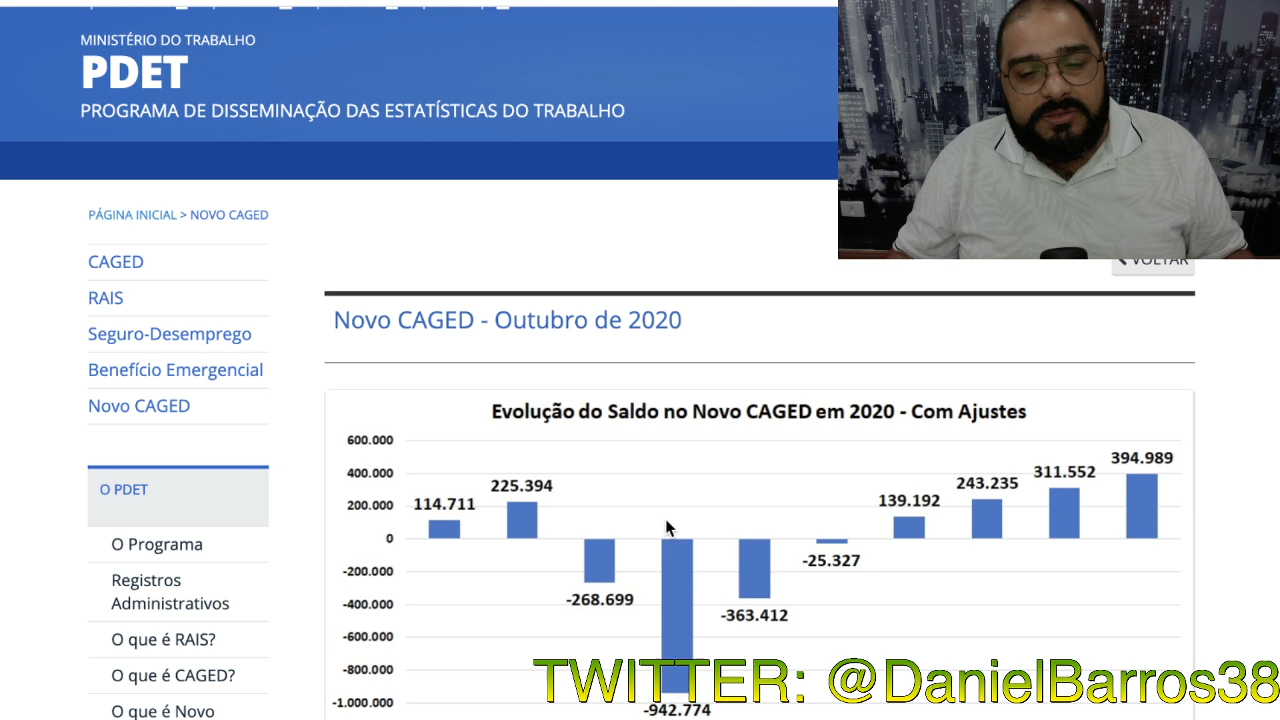 MINISTÉRIO DO TRABALHO
PDET
PROGRAMA DE DISSEMINAÇÃO DAS ESTATÍSTICAS DO TRABALHO
PÁGINA INICIAL > NOVO CAGED
CAGED
RAIS
Seguro-Desemprego
Benefício Emergencial
Novo CAGED
O PDET
O Programa
Registros
Administrativos
O que é RAIS?
O que é CAGED?
O que é Novo
VOLTAR
Novo CAGED - Outubro de 2020
Evolução do Saldo no Novo CAGED em 2020 - Com Ajustes
600.000
400.000
200.000
0
-200.000
-400.000
-600.000
-800.000
-1.000.000
114.711
225.394
-268.699
-942.774
-363.412
-25.327
139.192
243.235
311.552
394.989
TWITTER: @DanielBarros38